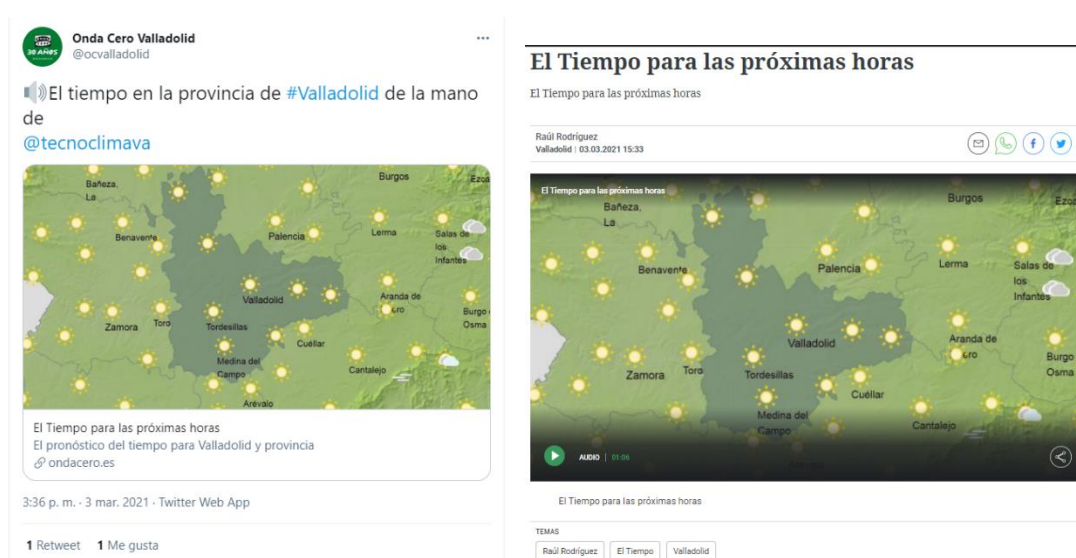 30 AÑOS
Onda Cero Valladolid
@ocvalladolid
El tiempo en la provincia de #Valladolid de la mano
de
@tecnoclimava
Bañeza,
La
Burgos
Ezca
Benavente
Palencia
Lerma
Salas de
los
Infantes
Valladolid
Aranda de
Zamora
Toro
Tordesillas
Burgo
Osma
Cuéllar
Medina del
Campo
Cantalejo
Arévalo
El Tiempo para las próximas horas
El pronóstico del tiempo para Valladolid y provincia
ondacero.es
3:36 p. m. · 3 mar. 2021 · Twitter Web App
1 Retweet 1 Me gusta
El Tiempo para las próximas horas
El Tiempo para las próximas horas
Raúl Rodríguez
Valladolid | 03.03.2021 15:33
El Tiempo para las próximas horas
Bañeza,
La
Burgos
Benavente
Palencia
Lerma
Salas de
los
Infantes
Valladolid
Aranda de
Zamora
Toro
Tordesillas
Burgo
Osma
Cuéllar
Medina del
Campo
Cantalejo
AUDIO | 01:06
El Tiempo para las próximas horas
TEMAS
Raúl Rodríguez
El Tiempo
Valladolid